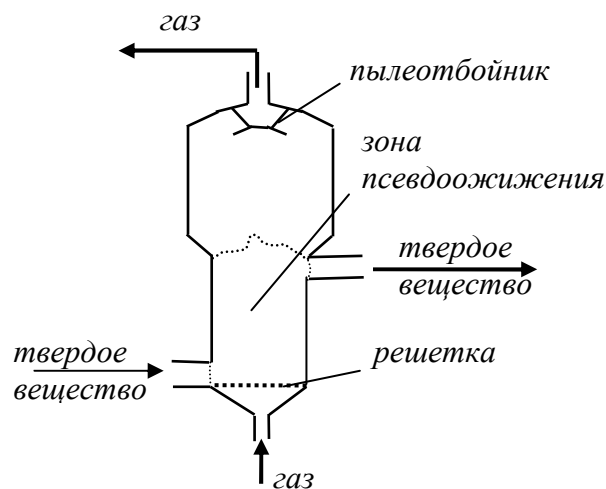 газ
пылеотбойник
зона
псевдоожижения
твердое
вещество
твердое
вещество
решетка
газ